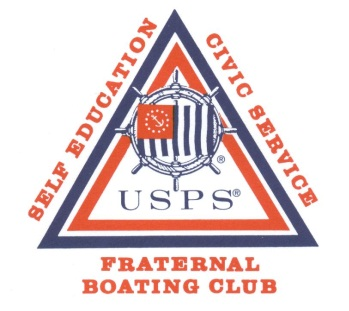 SELF EDUCATION
CIVIC SERVICE
®
USPS®
FRATERNAL
BOATING CLUB